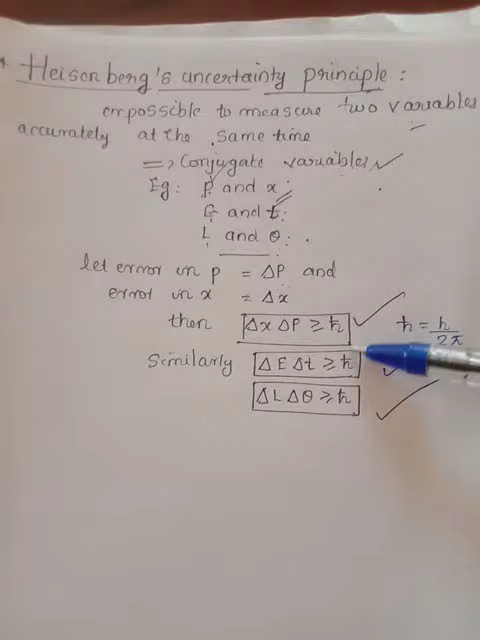 * Heisenberg's uncertainty principle :
impossible to measure two variables
accurately at the same time
=> Conjugate variables ✓
Eg: p and x
E and t.
L and θ.
let error in p = ΔP and
error in x = Δx
then Δx ΔP ≥ ħ ✓ ħ = h/2π
Similarly ΔE Δt ≥ ħ ✓
ΔL Δθ ≥ ħ ✓